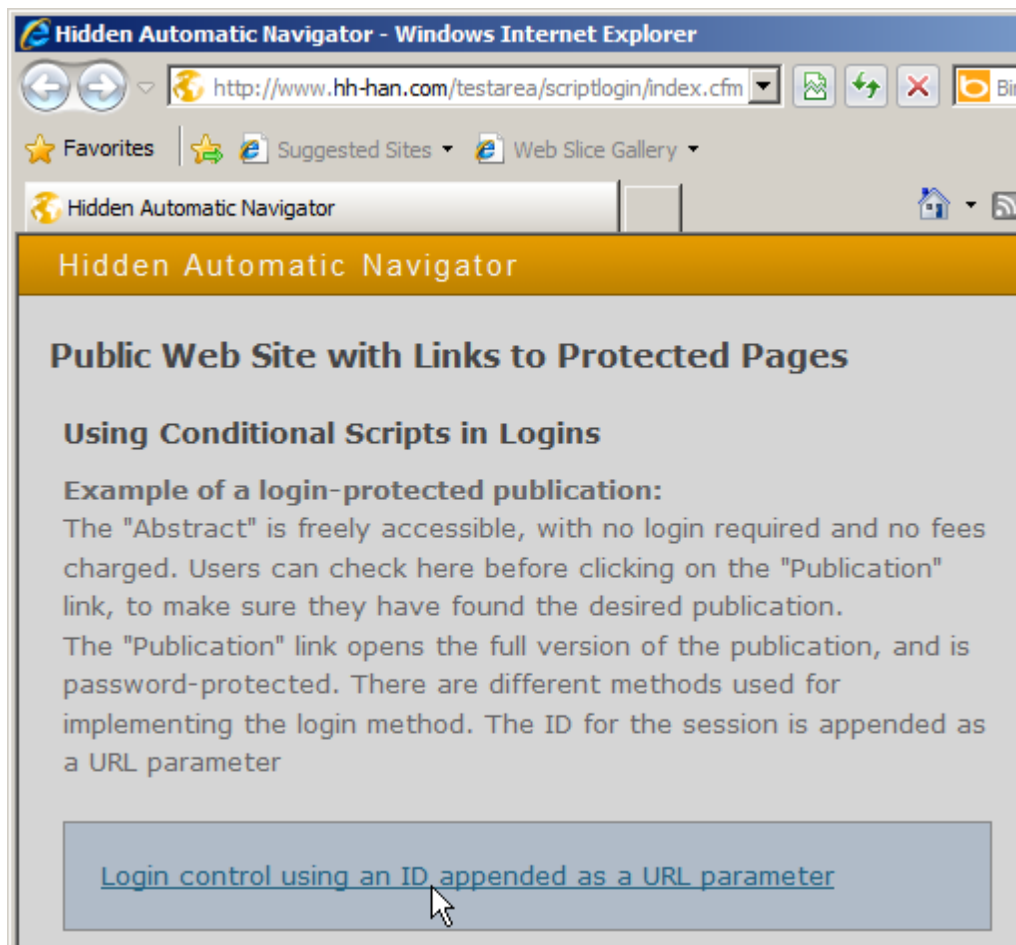 Hidden Automatic Navigator - Windows Internet Explorer
http://www.hh-han.com/testarea/scriptlogin/index.cfm
Favorites Suggested Sites Web Slice Gallery
Hidden Automatic Navigator
Hidden Automatic Navigator
Public Web Site with Links to Protected Pages
Using Conditional Scripts in Logins
Example of a login-protected publication:
The "Abstract" is freely accessible, with no login required and no fees
charged. Users can check here before clicking on the "Publication"
link, to make sure they have found the desired publication.
The "Publication" link opens the full version of the publication, and is
password-protected. There are different methods used for
implementing the login method. The ID for the session is appended as
a URL parameter
Login control using an ID appended as a URL parameter